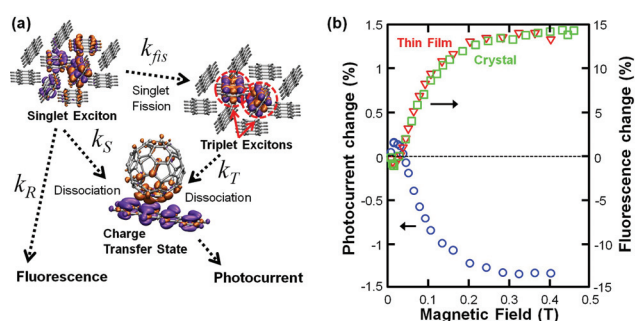 (a)
k_fis
Singlet
Fission
Singlet Exciton
Triplet Excitons
k_S
k_T
k_R
Dissociation
Dissociation
Charge
Transfer State
Fluorescence
Photocurrent
(b)
1.5
1
0.5
0
-0.5
-1
-1.5
Photocurrent change (%)
Thin Film
Crystal
15
10
5
0
-5
-10
-15
Fluorescence change (%)
0
0.1
0.2
0.3
0.4
0.5
Magnetic Field (T)